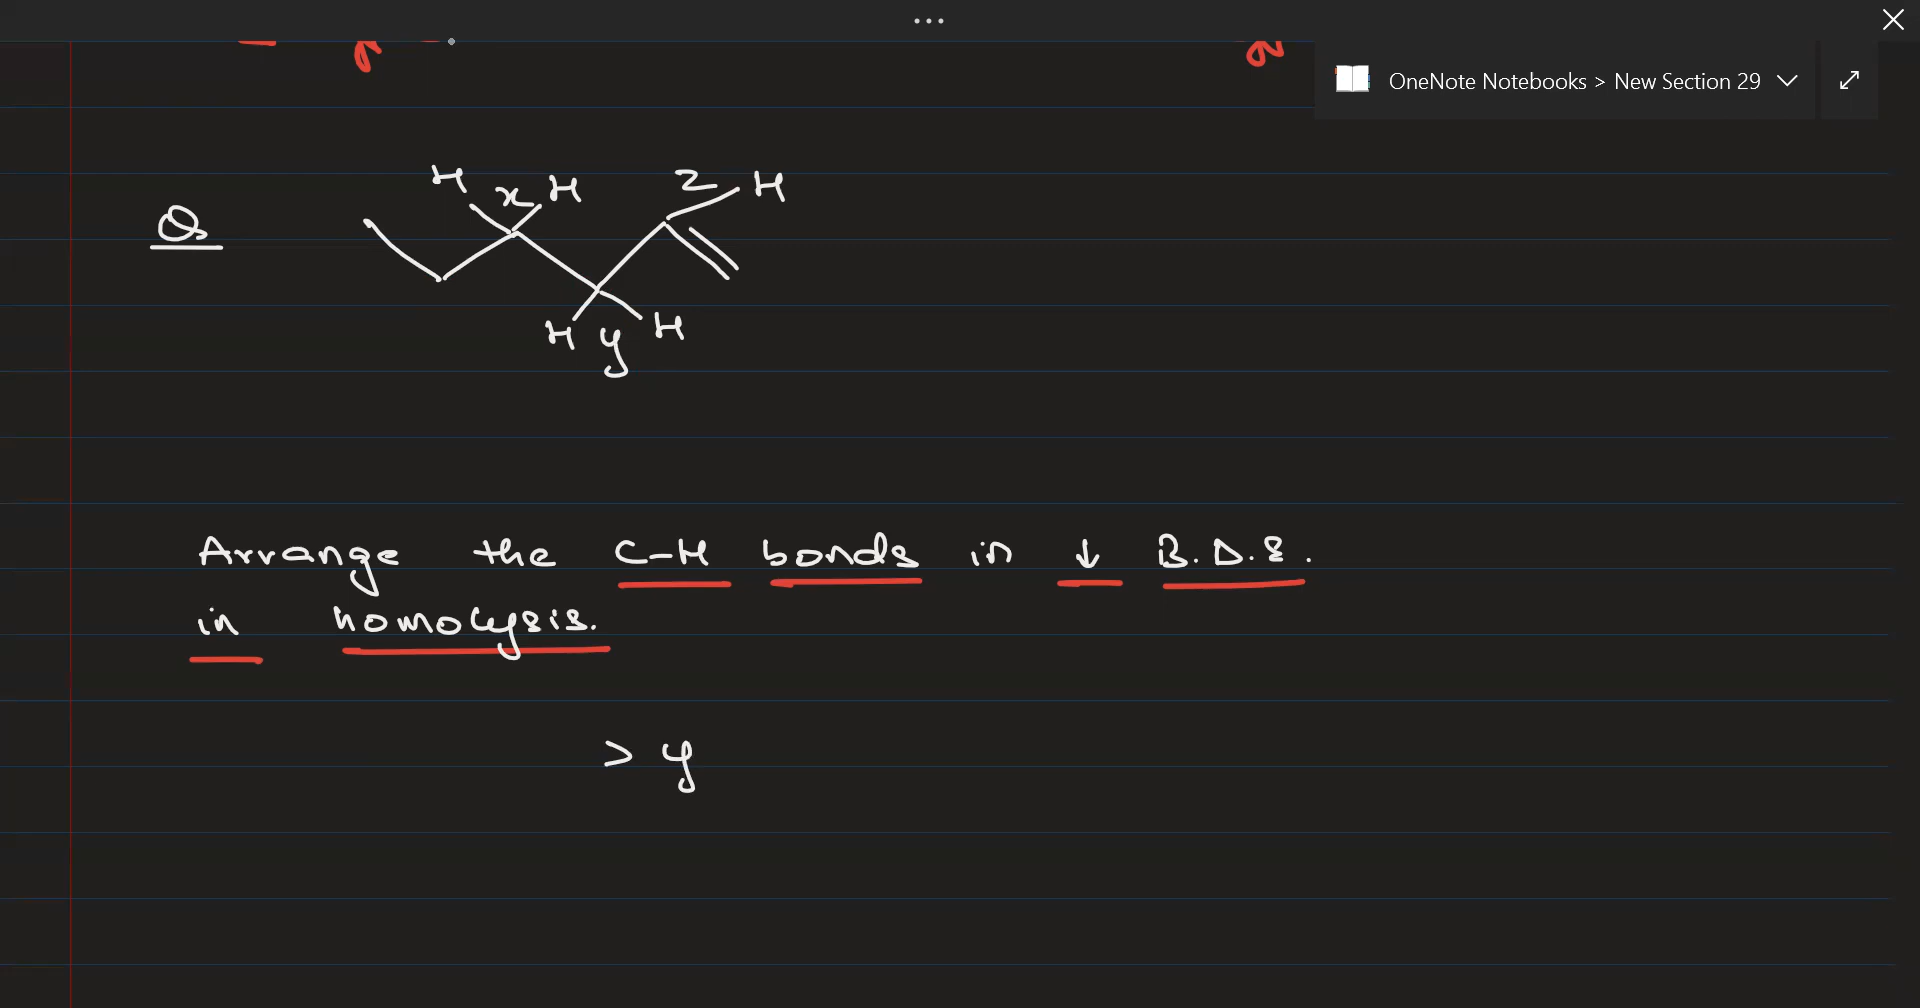 OneNote Notebooks > New Section 29
Q
H x H
z H
H y H
Arrange the C-H bonds in ↓ B.D.E.
in homolysis.
> y